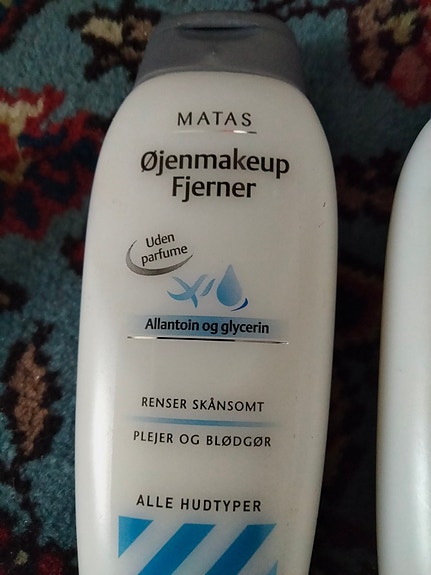 MATAS
Øjenmakeup
Fjerner
Uden
parfume
Allantoin og glycerin
RENSER SKÅNSOMT
PLEJER OG BLØDGØR
ALLE HUDTYPER